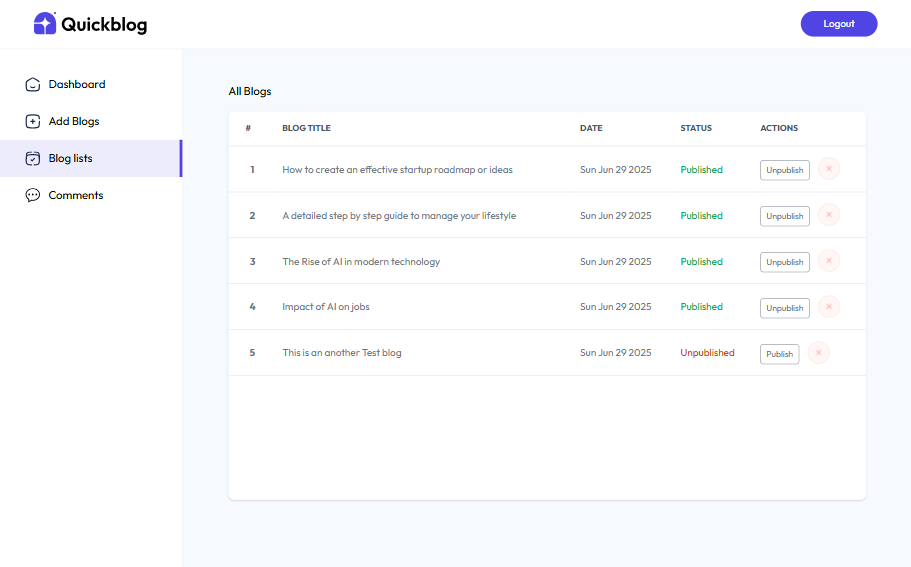 Quickblog
Logout
Dashboard
Add Blogs
Blog lists
Comments
All Blogs
# BLOG TITLE DATE STATUS ACTIONS
1 How to create an effective startup roadmap or ideas Sun Jun 29 2025 Published Unpublish
2 A detailed step by step guide to manage your lifestyle Sun Jun 29 2025 Published Unpublish
3 The Rise of AI in modern technology Sun Jun 29 2025 Published Unpublish
4 Impact of AI on jobs Sun Jun 29 2025 Published Unpublish
5 This is an another Test blog Sun Jun 29 2025 Unpublished Publish